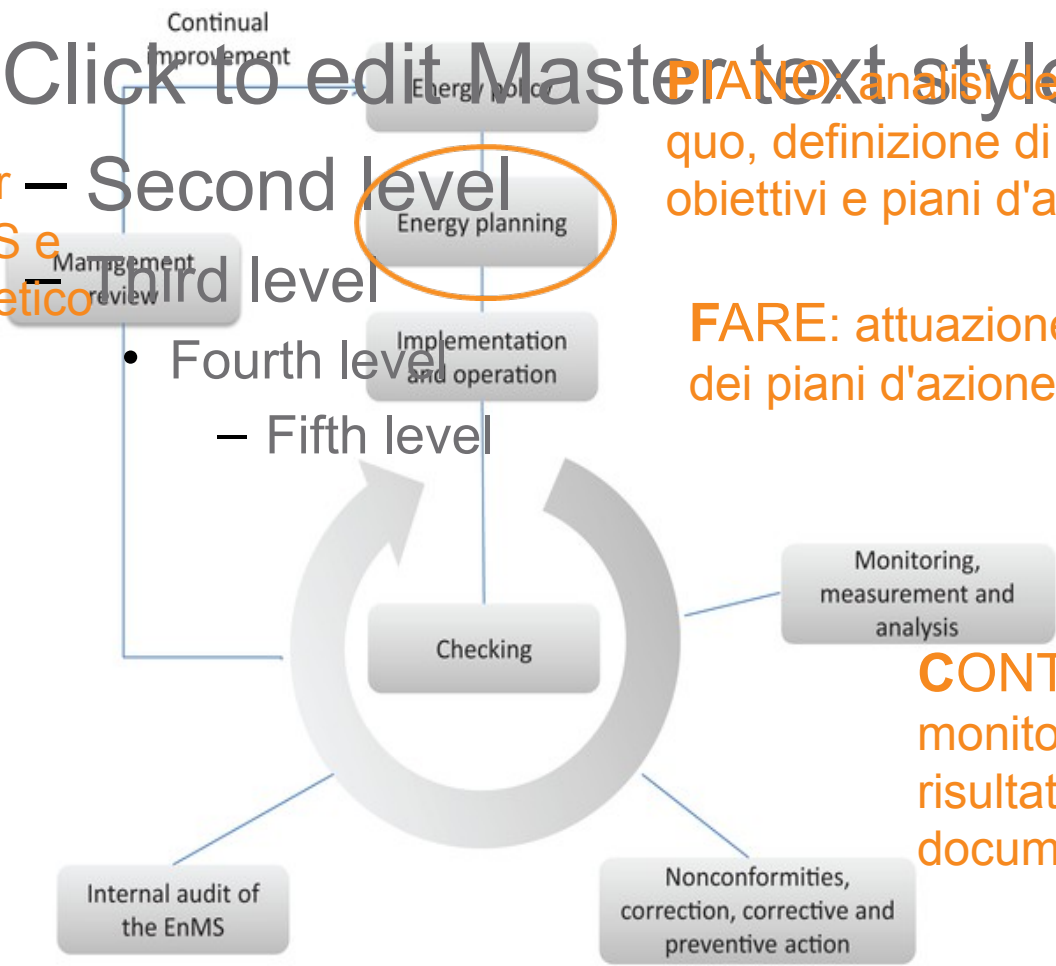 Continual
improvement
Click to edit Master text style
Energy policy
PIANO: analisi de
quo, definizione di
obiettivi e piani d'a
– Second level
Energy planning
r
S e
etico
Management
review
– Third level
FARE: attuazione
dei piani d'azione
Implementation
and operation
• Fourth level
– Fifth level
Monitoring,
measurement and
analysis
Checking
CONT
monito
risultat
docum
Internal audit of
the EnMS
Nonconformities,
correction, corrective and
preventive action